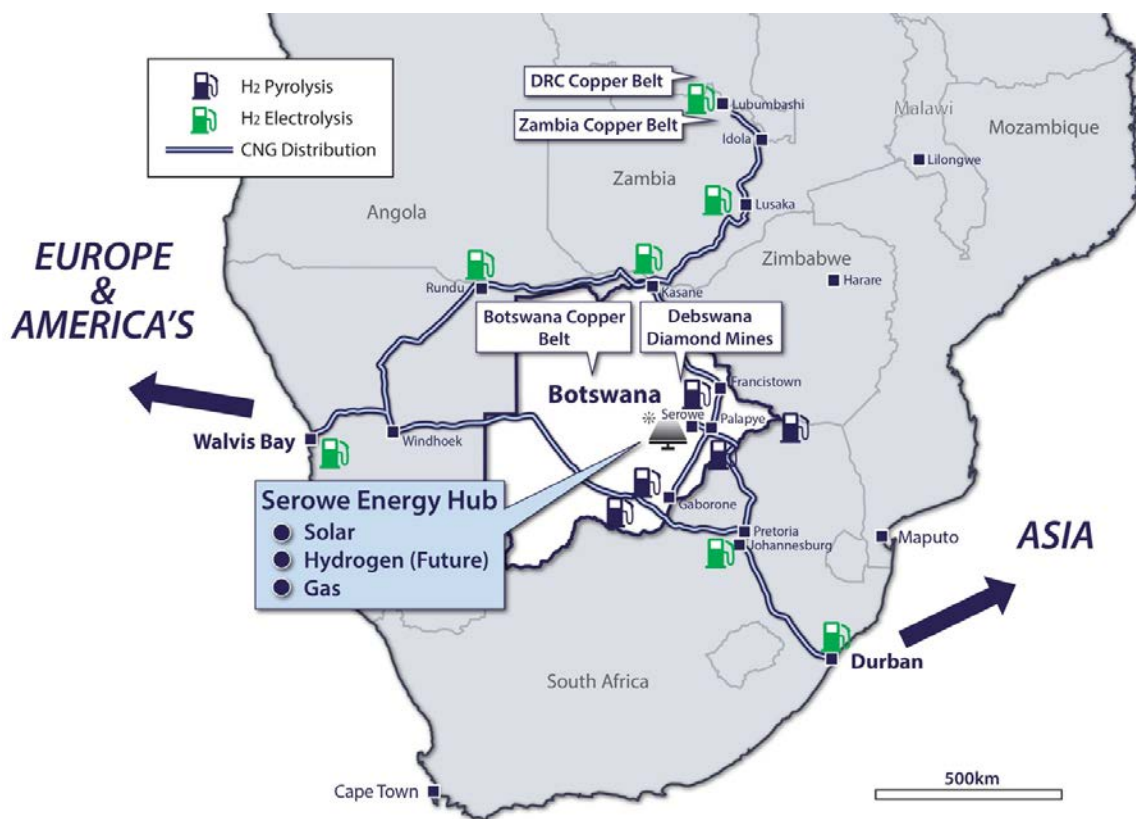 H2 Pyrolysis
H2 Electrolysis
CNG Distribution
DRC Copper Belt
Lubumbashi
Zambia Copper Belt
Idola
Malawi
Mozambique
Lilongwe
Zambia
Angola
Lusaka
EUROPE
&
AMERICA'S
Zimbabwe
Rundu
Kasane
Harare
Botswana Copper
Belt
Debswana
Diamond Mines
Botswana
Francistown
Serowe
Palapye
Walvis Bay
Windhoek
Serowe Energy Hub
Solar
Hydrogen (Future)
Gas
Gaborone
Pretoria
Johannesburg
Maputo
ASIA
Durban
South Africa
Cape Town
500km